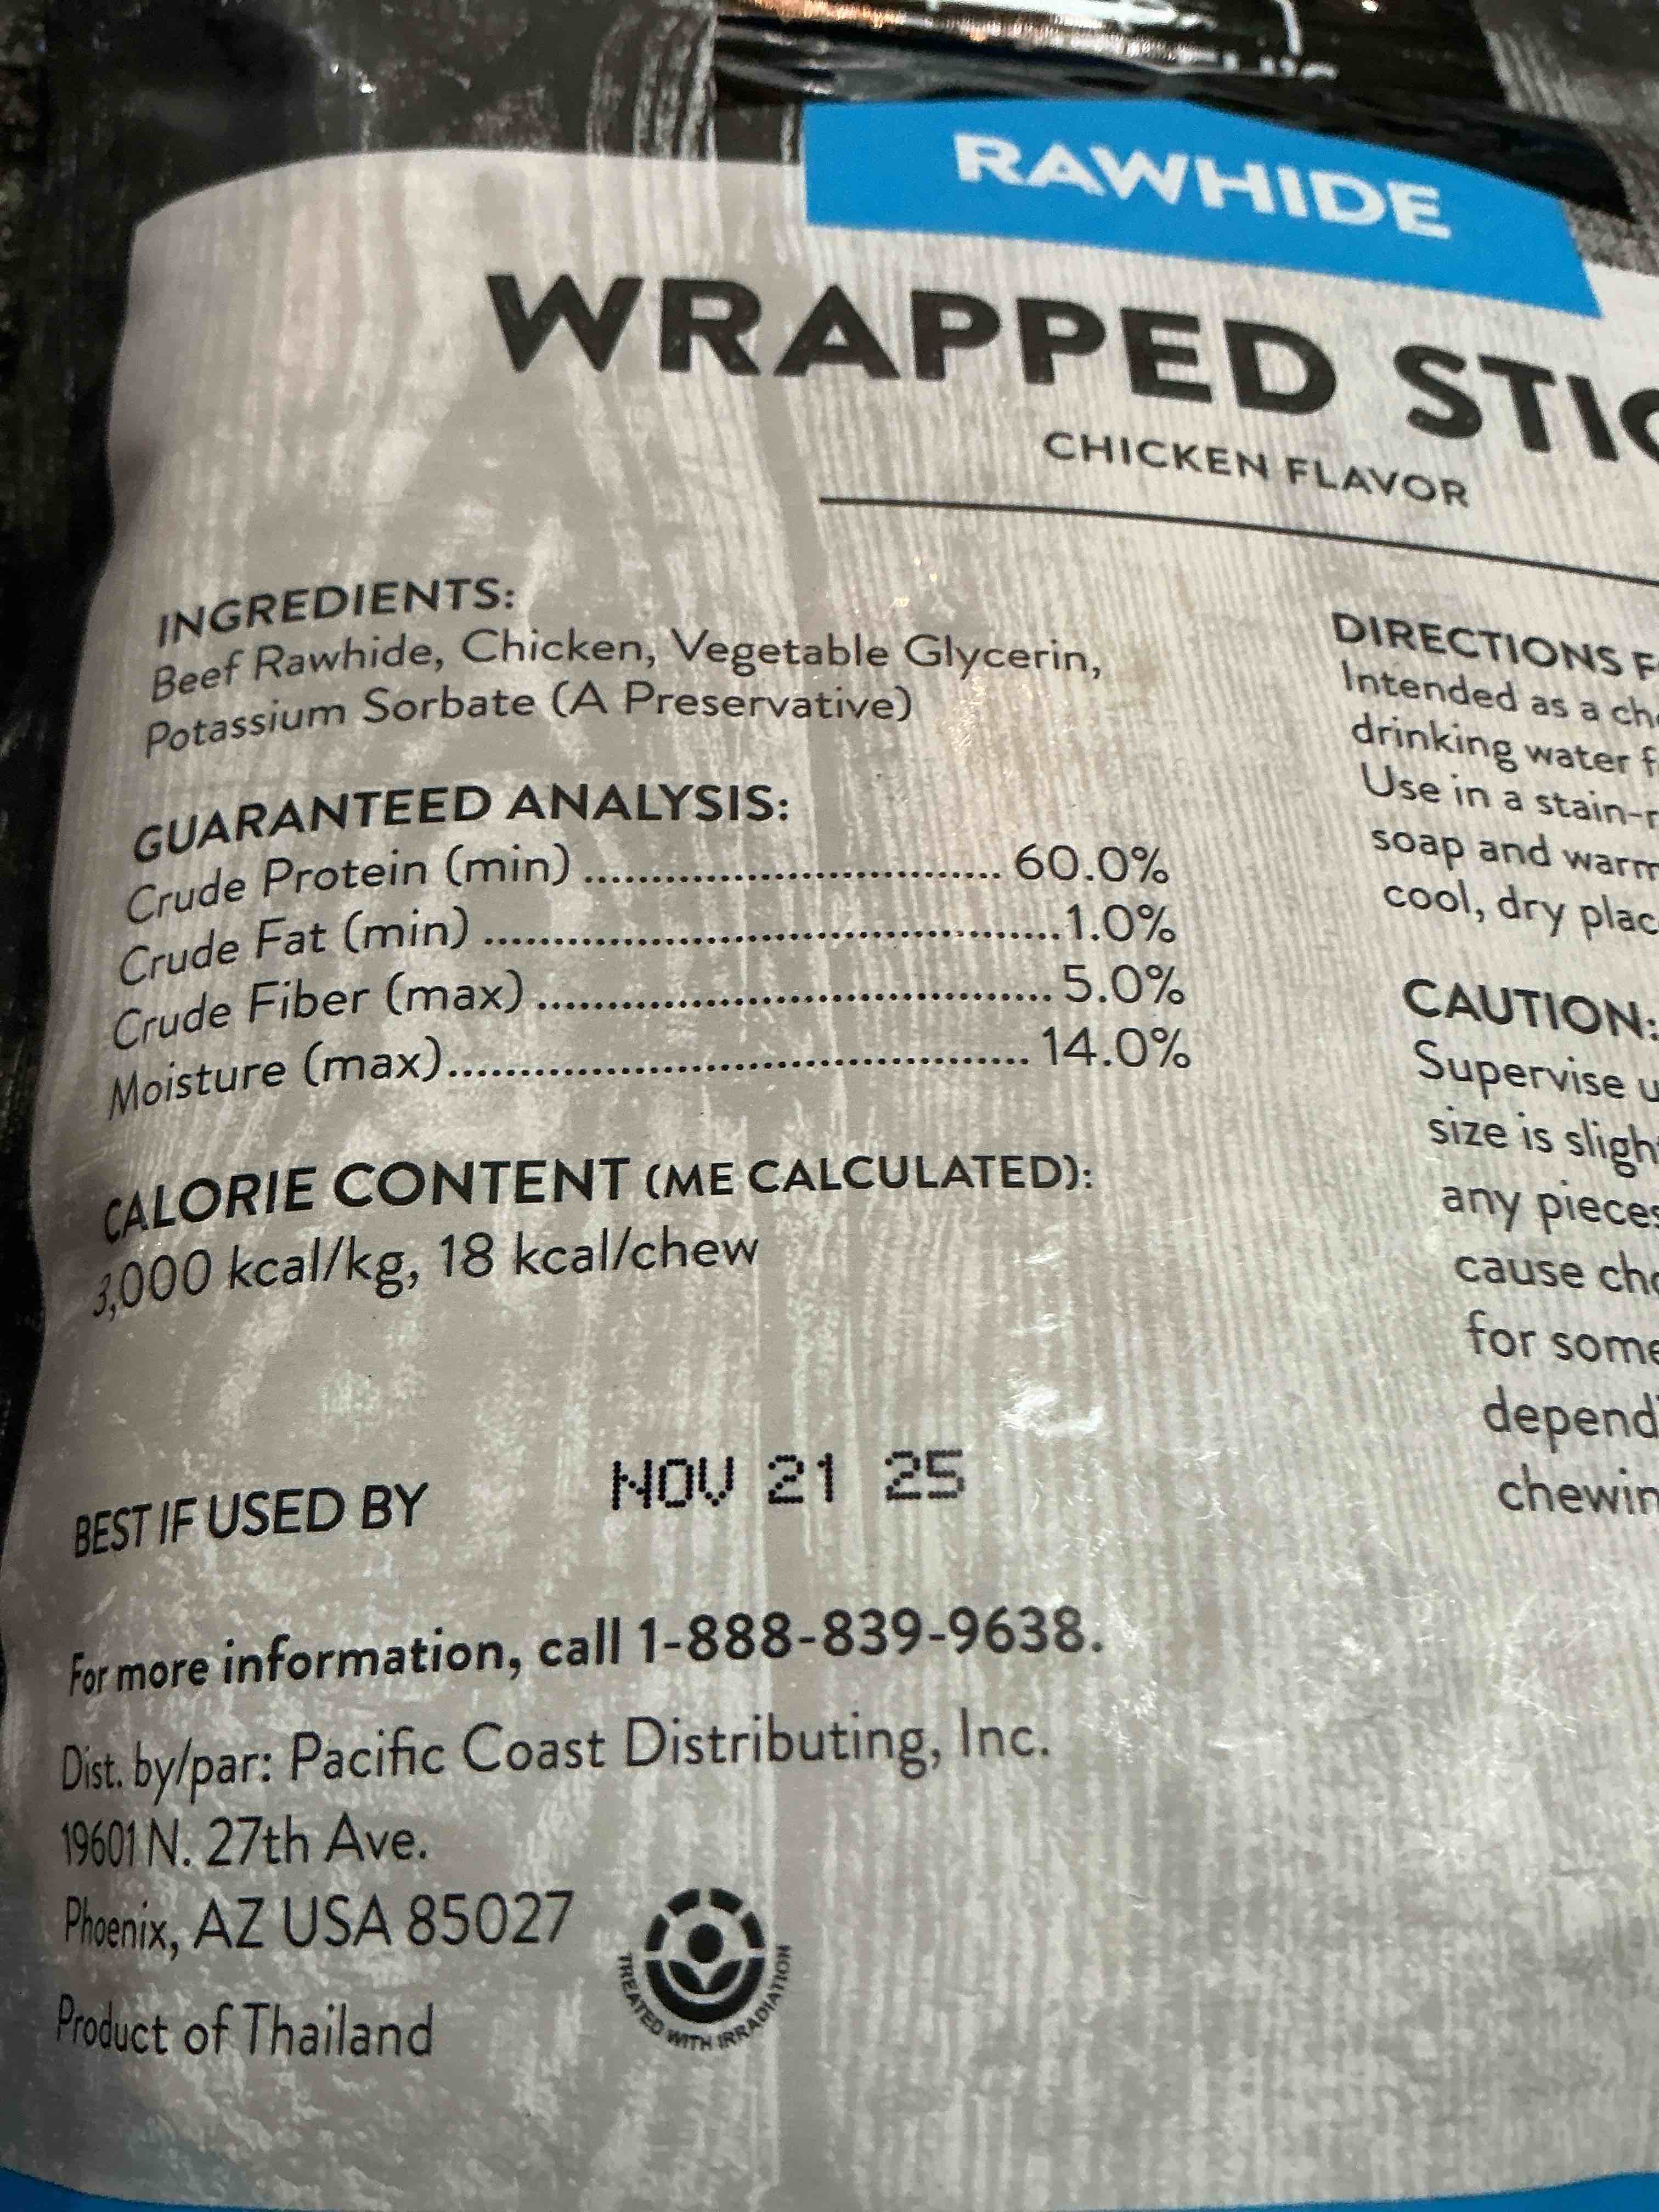 RAWHIDE
WRAPPED
CHICKEN FLAVOR
INGREDIENTS:
Beef Rawhide, Chicken, Vegetable Glycerin,
Potassium Sorbate (A Preservative)
GUARANTEED ANALYSIS:
Crude Protein (min) .............................. 60.0%
Crude Fat (min) ..........................................1.0%
Crude Fiber (max) ..................................... 5.0%
Moisture (max).......................................... 14.0%
CALORIE CONTENT (ME CALCULATED):
3,000 kcal/kg, 18 kcal/chew
BEST IF USED BY NOV 21 25
For more information, call 1-888-839-9638.
Dist. by/par: Pacific Coast Distributing, Inc.
19601 N. 27th Ave.
Phoenix, AZ USA 85027
Product of Thailand
TREATED WITH IRRADIATION
DIRECTIONS
Intended as a
drinking water
Use in a
soap and
cool, dry
CAUTION:
Supervise
size is
any
cause
for
chewin